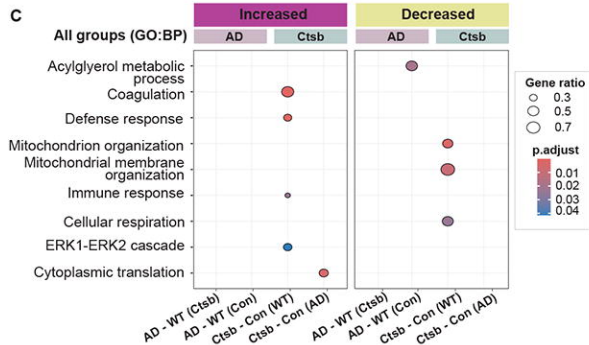 C
Increased
Decreased
All groups (GO:BP)
AD
Ctsb
AD
Ctsb
Acylglyerol metabolic
process
Coagulation
Defense response
Mitochondrion organization
Mitochondrial membrane
organization
Immune response
Cellular respiration
ERK1-ERK2 cascade
Cytoplasmic translation
Gene ratio
0.3
0.5
0.7
p.adjust
0.01
0.02
0.03
0.04
AD - WT (Ctsb)
AD - WT (Con)
Ctsb - Con (WT)
Ctsb - Con (AD)
AD - WT (Ctsb)
AD - WT (Con)
Ctsb - Con (WT)
Ctsb - Con (AD)